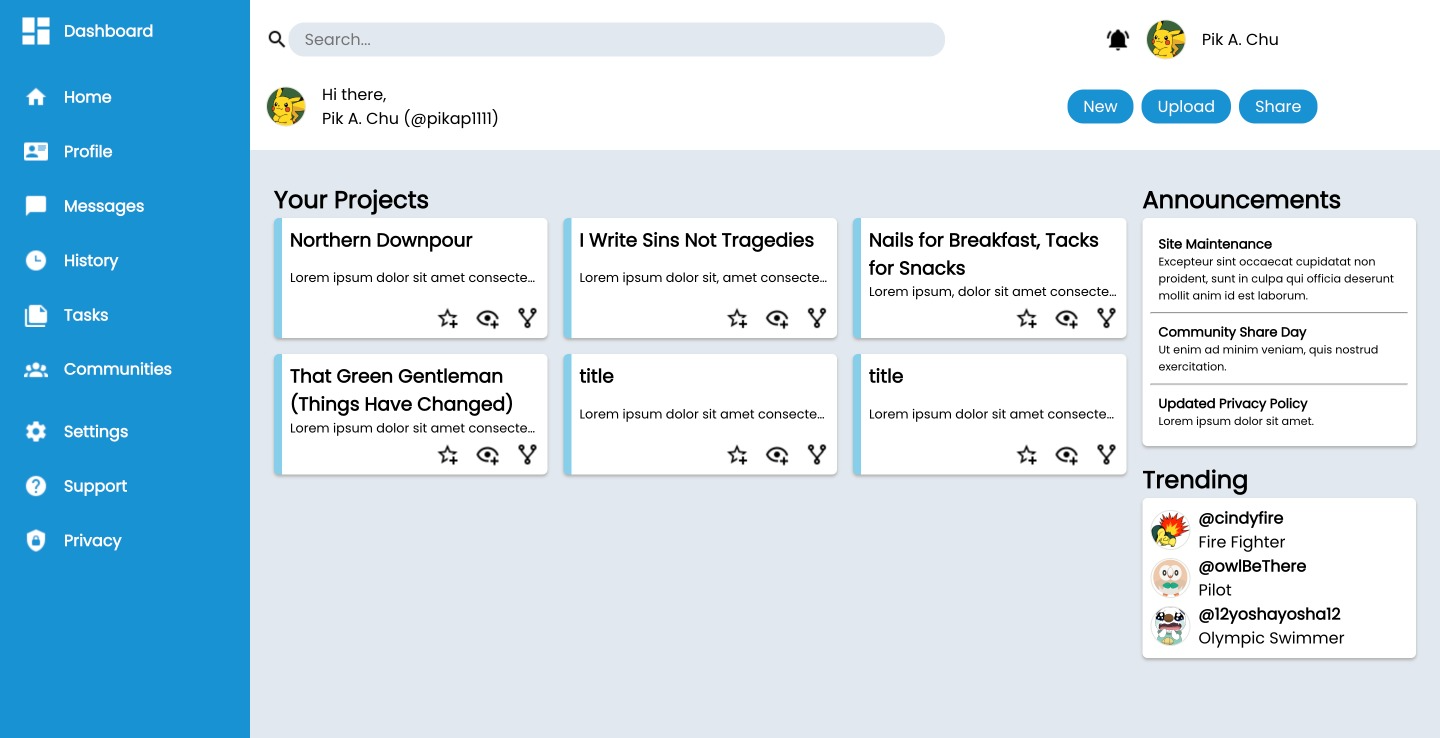 Dashboard
Home
Profile
Messages
History
Tasks
Communities
Settings
Support
Privacy
Search...
Pik A. Chu
Hi there,
Pik A. Chu (@pikap1111)
New
Upload
Share
Your Projects
Northern Downpour
Lorem ipsum dolor sit amet consecte...
I Write Sins Not Tragedies
Lorem ipsum dolor sit, amet consecte...
Nails for Breakfast, Tacks
for Snacks
Lorem ipsum, dolor sit amet consecte...
That Green Gentleman
(Things Have Changed)
Lorem ipsum dolor sit amet consecte...
title
Lorem ipsum dolor sit amet consecte...
title
Lorem ipsum dolor sit amet consecte...
Announcements
Site Maintenance
Excepteur sint occaecat cupidatat non
proident, sunt in culpa qui officia deserunt
mollit anim id est laborum.
Community Share Day
Ut enim ad minim veniam, quis nostrud
exercitation.
Updated Privacy Policy
Lorem ipsum dolor sit amet.
Trending
@cindyfire
Fire Fighter
@owlBeThere
Pilot
@12yoshayosha12
Olympic Swimmer